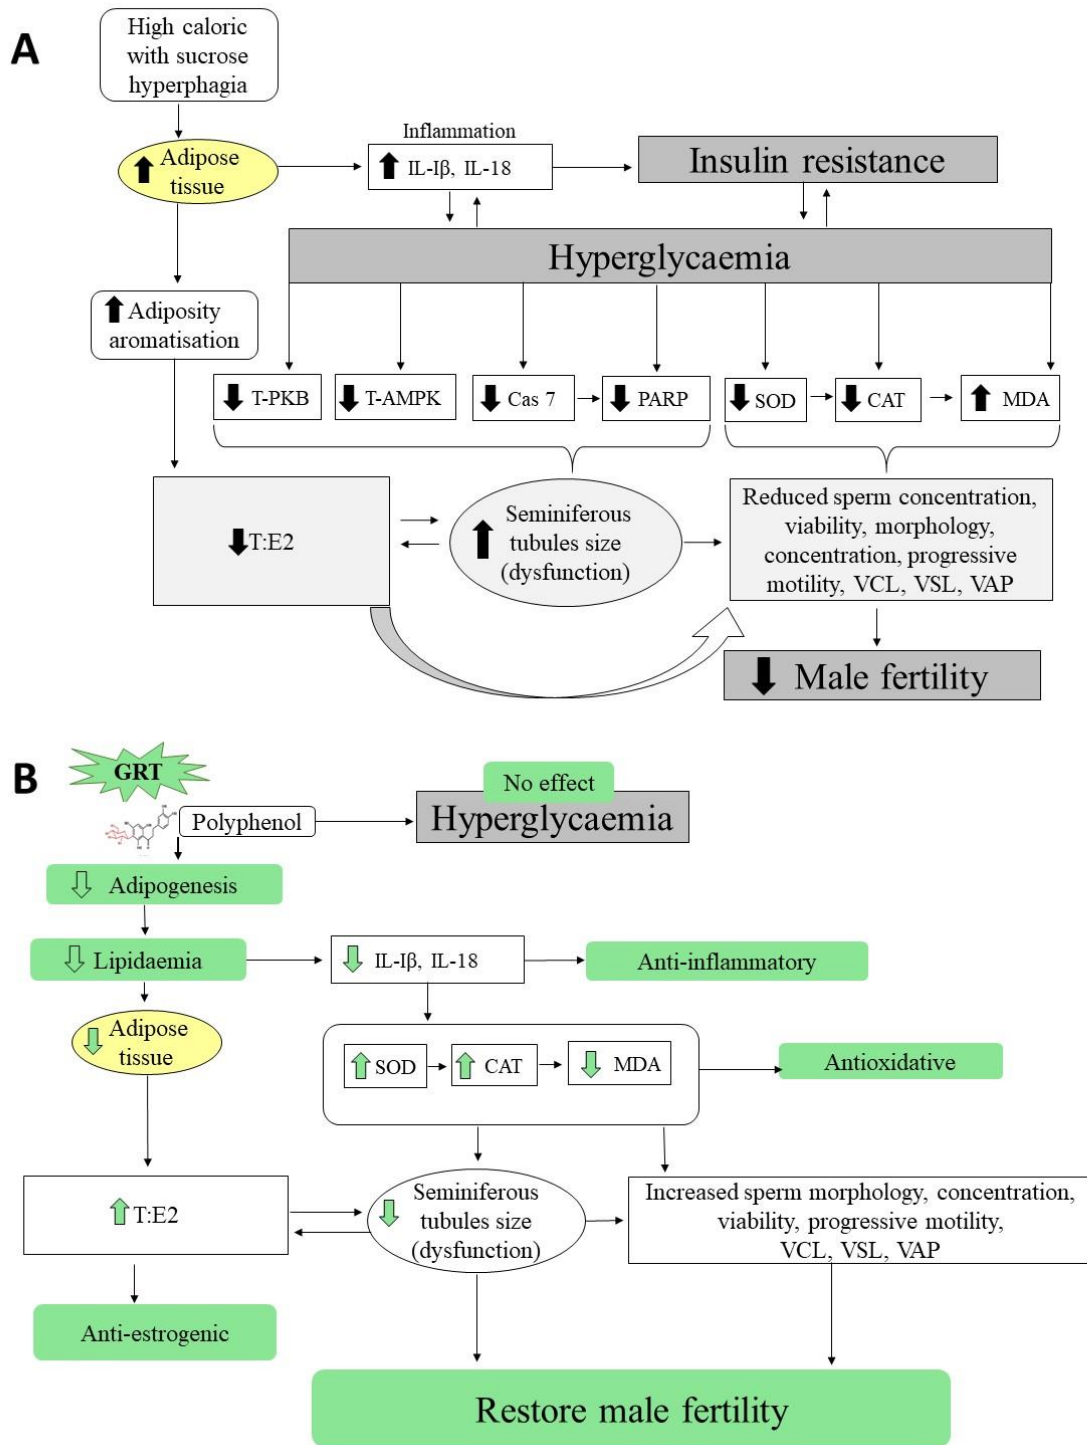 A
High caloric
with sucrose
hyperphagia
Adipose
tissue
Inflammation
IL-Iβ, IL-18
Insulin resistance
Hyperglycaemia
Adiposity
aromatisation
T-PKB
T-AMPK
Cas 7
PARP
SOD
CAT
MDA
T:E2
Seminiferous
tubules size
(dysfunction)
Reduced sperm concentration,
viability, morphology,
concentration, progressive
motility, VCL, VSL, VAP
Male fertility
B
GRT
Polyphenol
No effect
Hyperglycaemia
Adipogenesis
Lipidaemia
IL-Iβ, IL-18
Anti-inflammatory
Adipose
tissue
SOD
CAT
MDA
Antioxidative
T:E2
Seminiferous
tubules size
(dysfunction)
Increased sperm morphology, concentration,
viability, progressive motility,
VCL, VSL, VAP
Anti-estrogenic
Restore male fertility